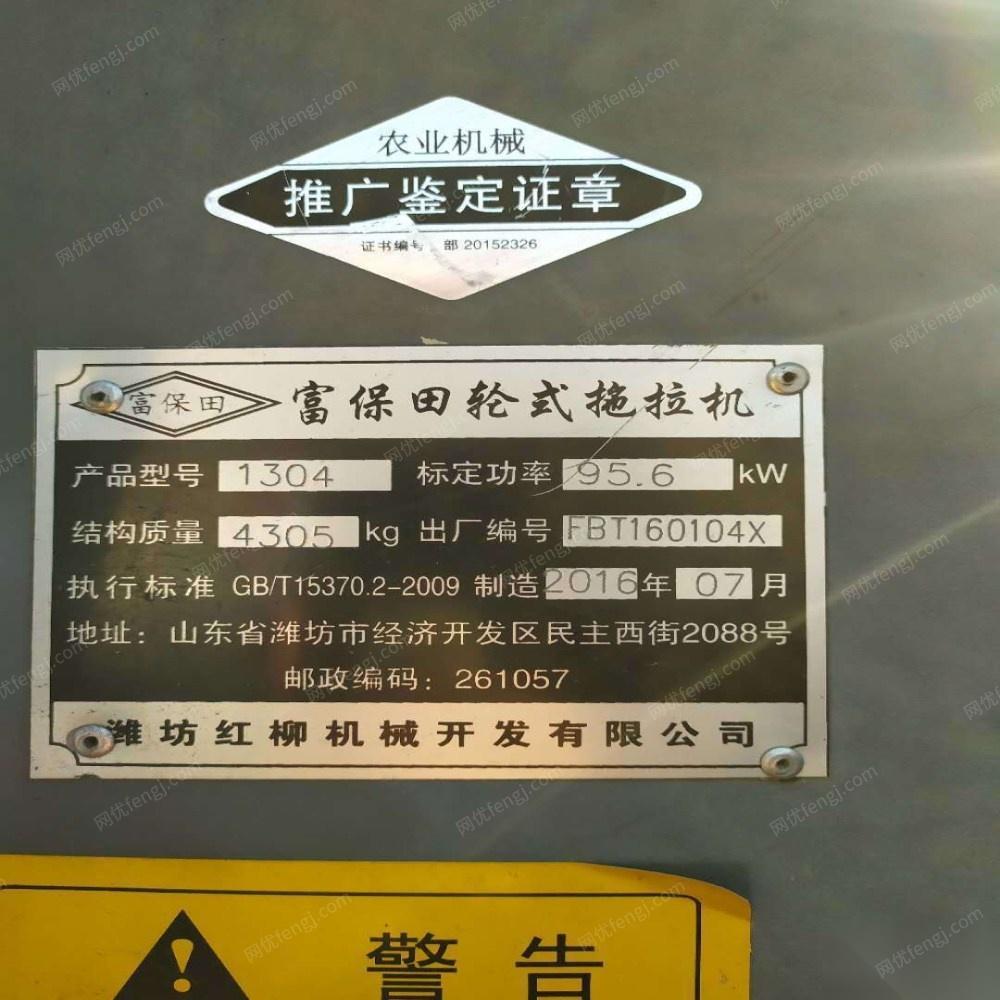 农业机械
推广鉴定证章
证书编号 部 20152326
富保田 富保田轮式拖拉机
产品型号 1304 标定功率 95.6 kW
结构质量 4305 kg 出厂编号 FBT160104X
执行标准 GB/T15370.2-2009 制造 2016 年 07 月
地址：山东省潍坊市经济开发区民主西街2088号
邮政编码：261057
潍坊红柳机械开发有限公司
警告
网优fengj.com